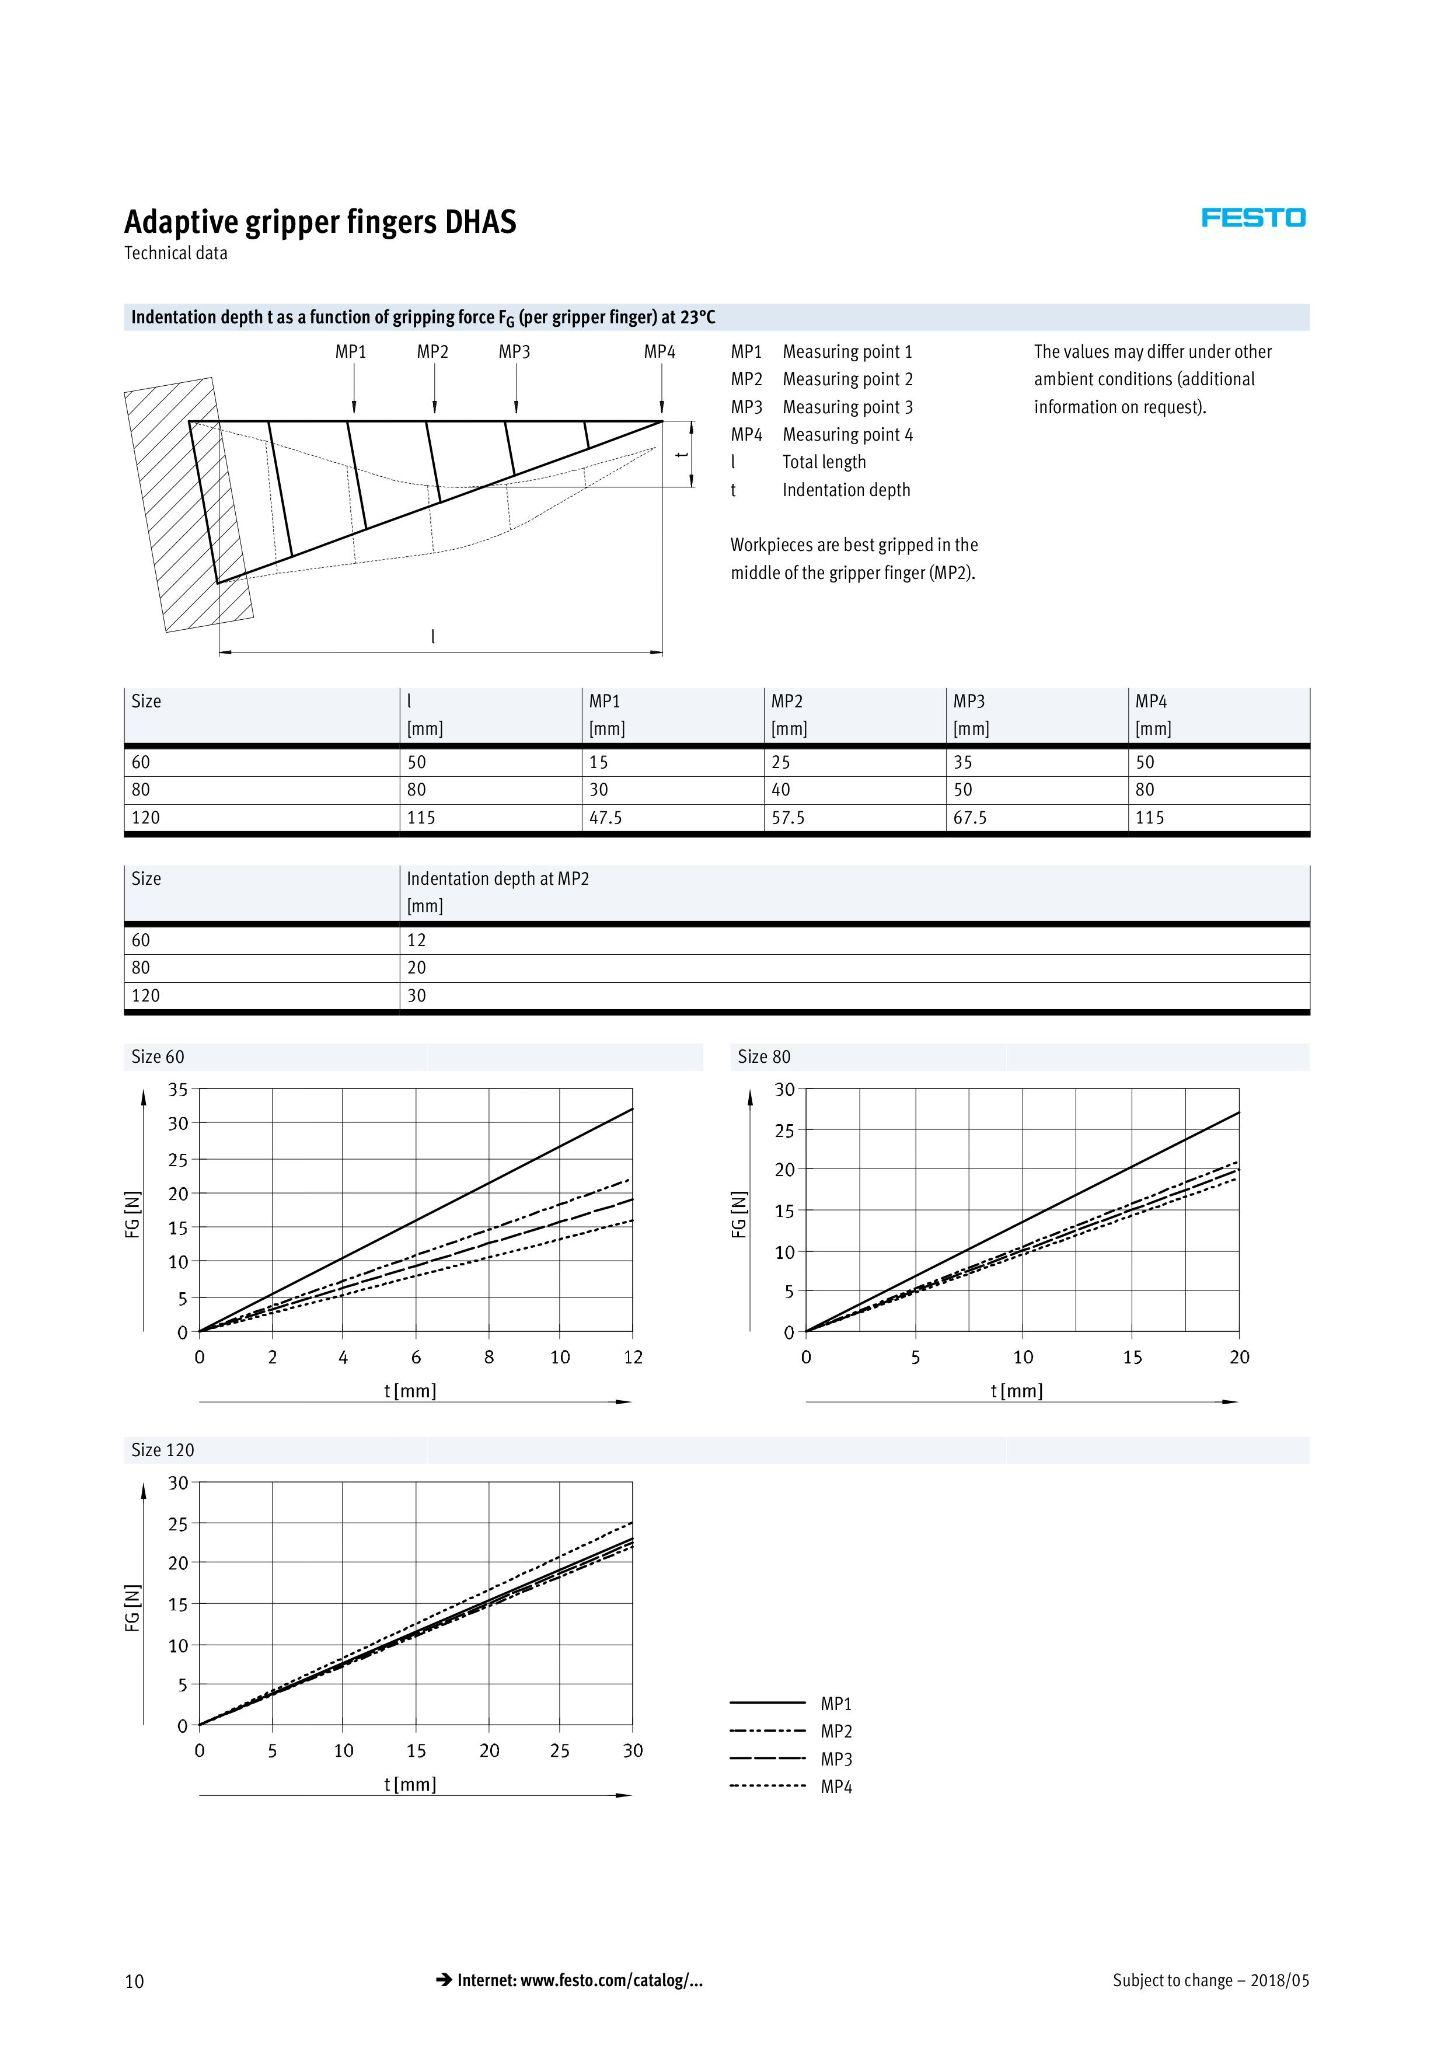 Adaptive gripper fingers DHAS
FESTO
Technical data
Indentation depth t as a function of gripping force FG (per gripper finger) at 23°C
MP1 MP2 MP3 MP4
t
l
MP1 Measuring point 1
MP2 Measuring point 2
MP3 Measuring point 3
MP4 Measuring point 4
l Total length
t Indentation depth
Workpieces are best gripped in the
middle of the gripper finger (MP2).
The values may differ under other
ambient conditions (additional
information on request).
Size l MP1 MP2 MP3 MP4
[mm] [mm] [mm] [mm] [mm]
60 50 15 25 35 50
80 80 30 40 50 80
120 115 47.5 57.5 67.5 115
Size Indentation depth at MP2
[mm]
60 12
80 20
120 30
Size 60
35
30
25
20
15
10
5
0
FG [N]
0 2 4 6 8 10 12
t [mm]
Size 80
30
25
20
15
10
5
0
FG [N]
0 5 10 15 20
t [mm]
Size 120
30
25
20
15
10
5
0
FG [N]
0 5 10 15 20 25 30
t [mm]
MP1
MP2
MP3
MP4
10
➔ Internet: www.festo.com/catalog/...
Subject to change – 2018/05